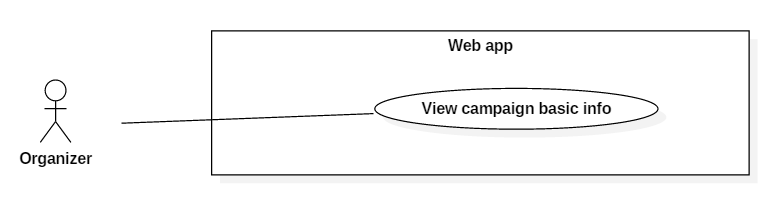 Web app
View campaign basic info
Organizer